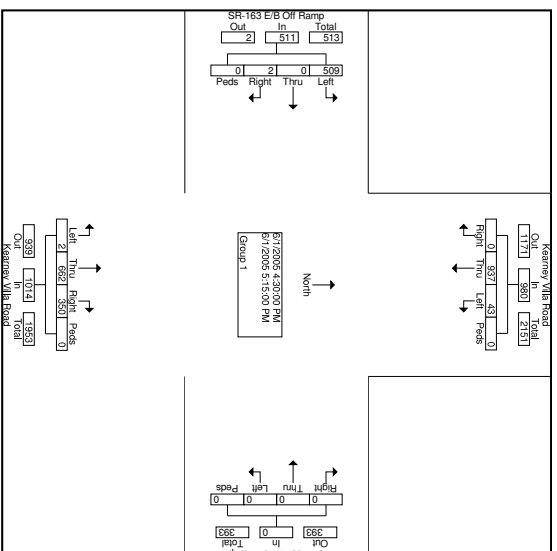 SR-163 E/B Off Ramp
Out In Total
2 511 513
0 2 0 509
Peds Right Thru Left
Kearney Villa Road
Out In Total
939 1014 1953
2 662 350 0
Left Thru Right Peds
North
6/1/2005 4:30:00 PM
6/1/2005 5:15:00 PM
Group 1
Kearney Villa Road
Out In Total
1171 980 2151
0 937 43 0
Right Thru Left Peds
Right Thru Left Peds
0 0 0 0
393 0 393
Out In Total